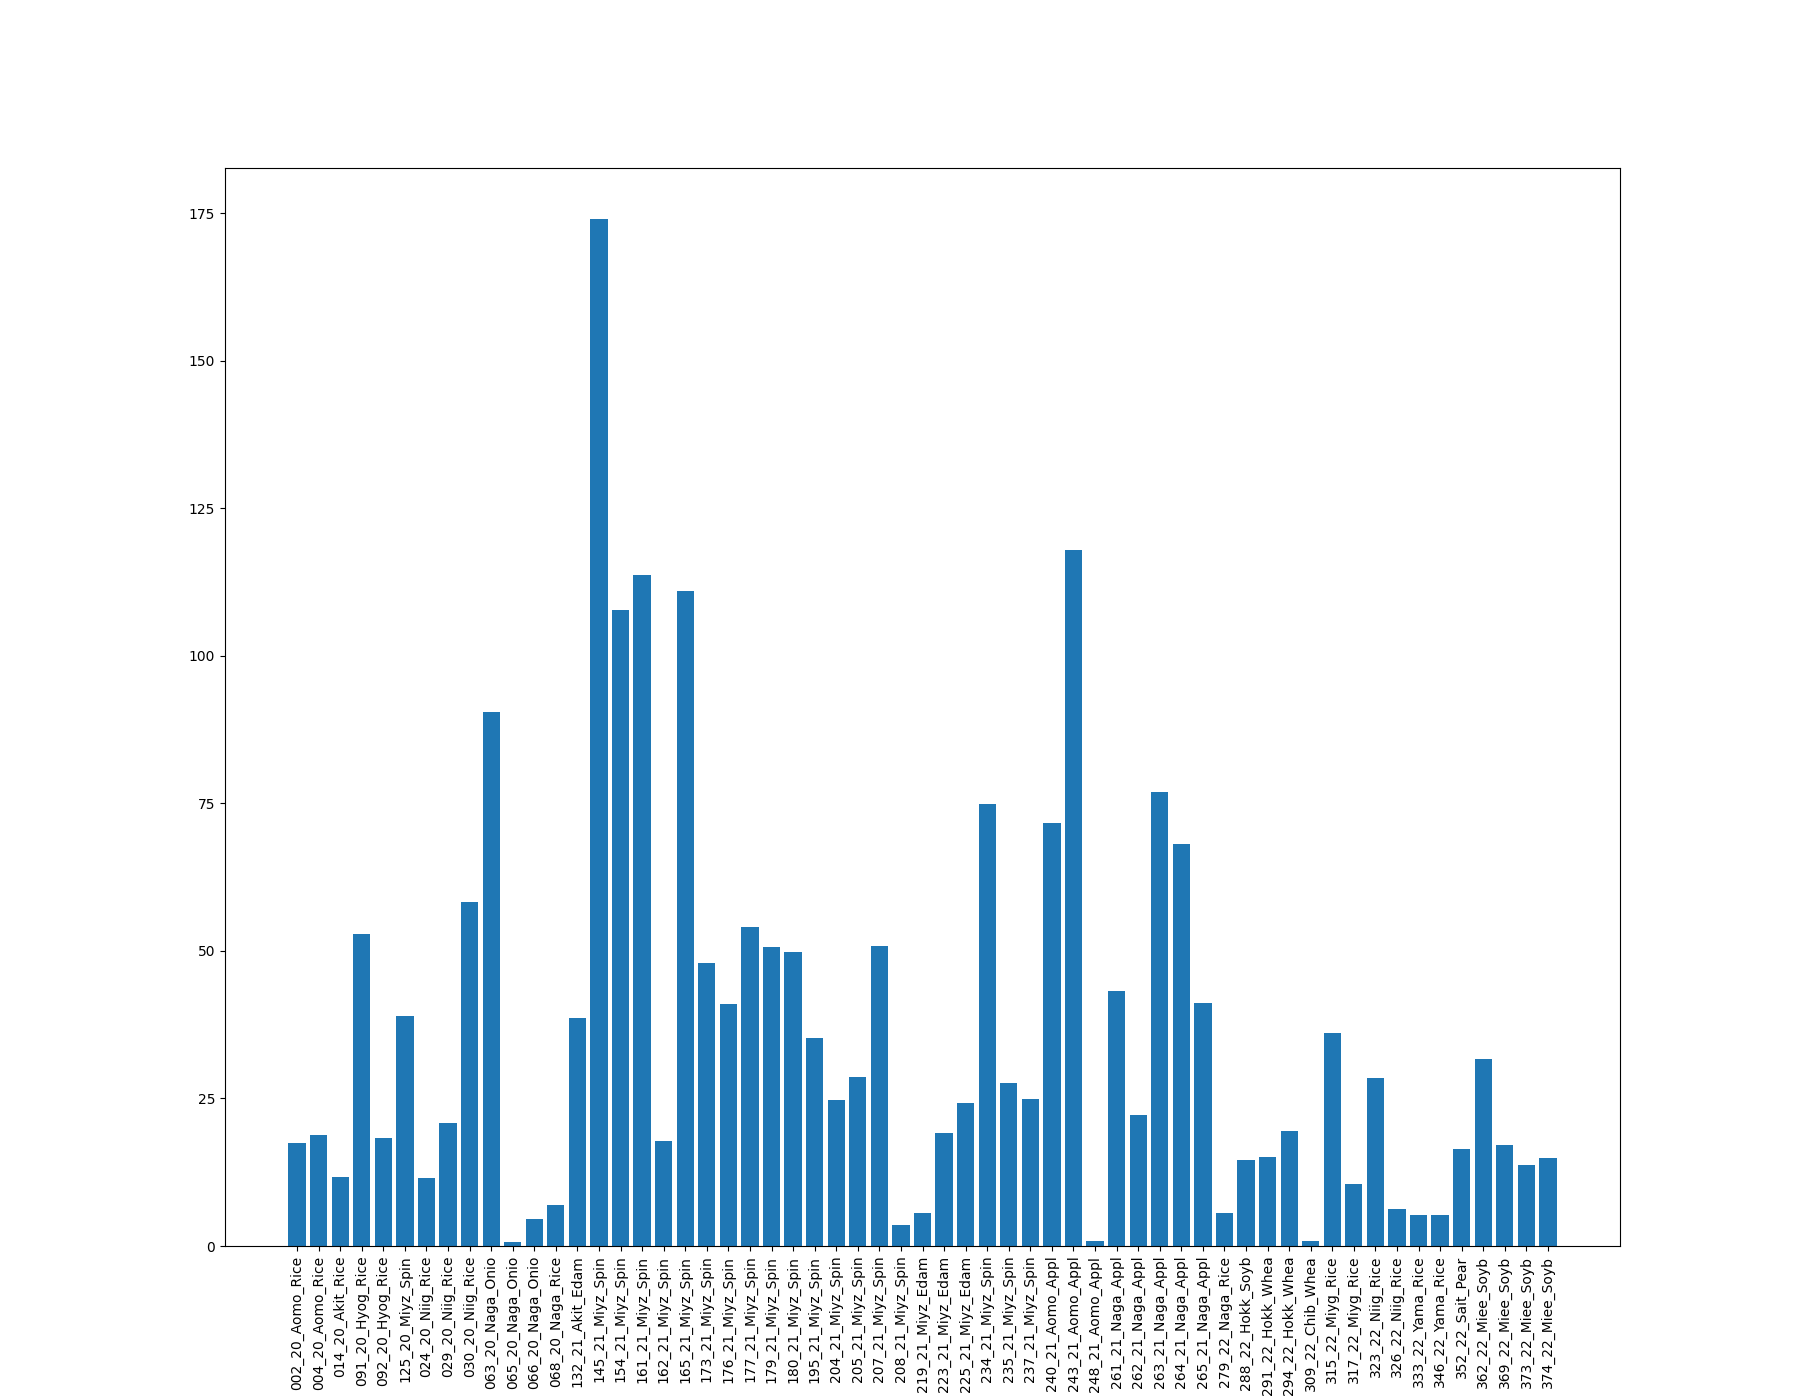 175
150
125
100
75
50
25
0
002_20_Aomo_Rice
004_20_Aomo_Rice
014_20_Akit_Rice
091_20_Hyog_Rice
092_20_Hyog_Rice
125_20_Miyz_Spin
024_20_Niig_Rice
029_20_Niig_Rice
030_20_Niig_Rice
063_20_Naga_Onio
065_20_Naga_Onio
066_20_Naga_Onio
068_20_Naga_Rice
132_21_Akit_Edam
145_21_Miyz_Spin
154_21_Miyz_Spin
161_21_Miyz_Spin
162_21_Miyz_Spin
165_21_Miyz_Spin
173_21_Miyz_Spin
176_21_Miyz_Spin
177_21_Miyz_Spin
179_21_Miyz_Spin
180_21_Miyz_Spin
195_21_Miyz_Spin
204_21_Miyz_Spin
205_21_Miyz_Spin
207_21_Miyz_Spin
208_21_Miyz_Spin
219_21_Miyz_Edam
223_21_Miyz_Edam
225_21_Miyz_Edam
234_21_Miyz_Spin
235_21_Miyz_Spin
237_21_Miyz_Spin
240_21_Aomo_Appl
243_21_Aomo_Appl
248_21_Aomo_Appl
261_21_Naga_Appl
262_21_Naga_Appl
263_21_Naga_Appl
264_21_Naga_Appl
265_21_Naga_Appl
279_22_Naga_Rice
288_22_Hokk_Soyb
291_22_Hokk_Whea
294_22_Hokk_Whea
309_22_Chib_Whea
315_22_Miyg_Rice
317_22_Miyg_Rice
323_22_Niig_Rice
326_22_Niig_Rice
333_22_Yama_Rice
346_22_Yama_Rice
352_22_Sait_Pear
362_22_Miee_Soyb
369_22_Miee_Soyb
373_22_Miee_Soyb
374_22_Miee_Soyb